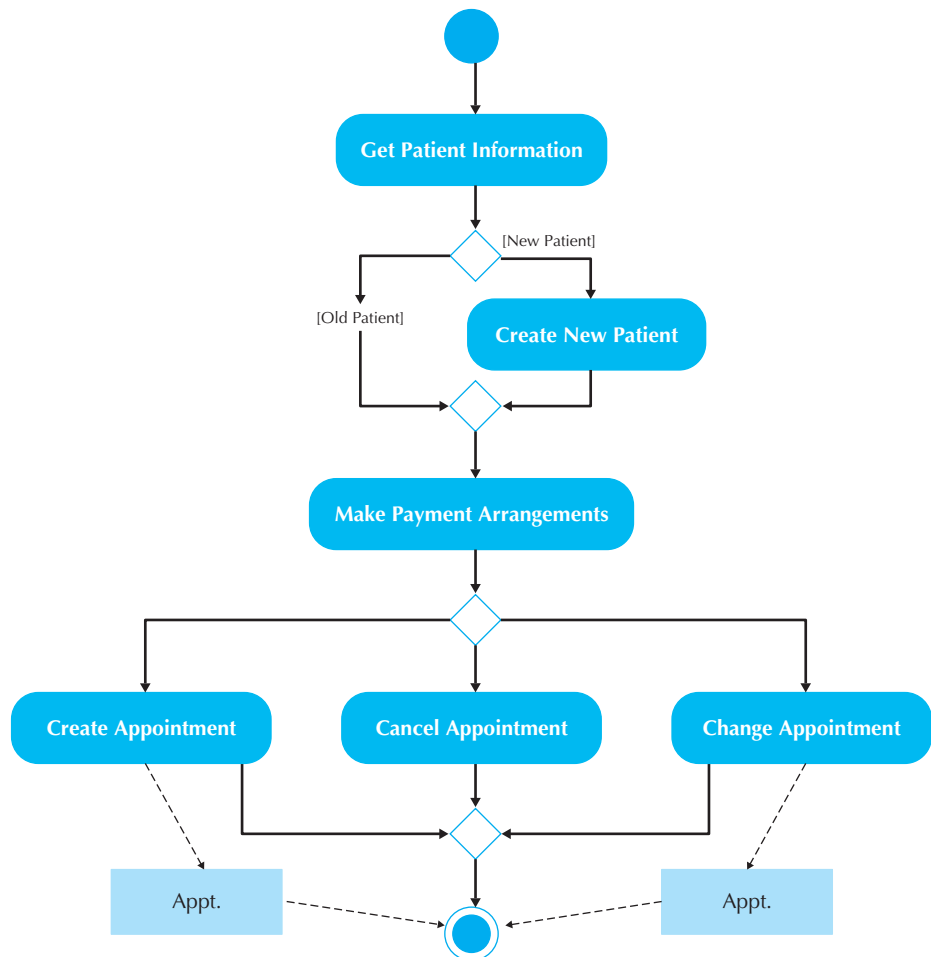 Get Patient Information
[New Patient]
[Old Patient]
Create New Patient
Make Payment Arrangements
Create Appointment
Cancel Appointment
Change Appointment
Appt.
Appt.